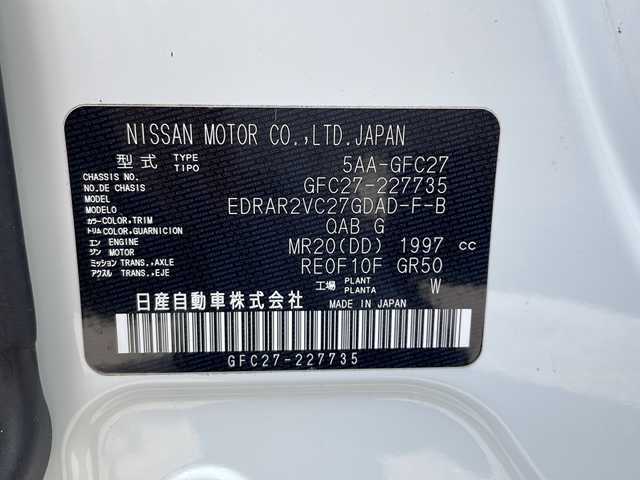 NISSAN MOTOR CO.,LTD.JAPAN
型式 TYPE TIPO 5AA-GFC27
CHASSIS NO. NO.DE CHASSIS GFC27-227735
MODEL MODELO EDRAR2VC27GDAD-F-B
カラー COLOR,TRIM トリム COLOR,GUARNICION QAB G
エンジン ENGINE MOTOR MR20(DD) 1997 cc
ミッション TRANS.,AXLE アクスル TRANS.,EJE RE0F10F GR50
工場 PLANT PLANTA W
日産自動車株式会社 MADE IN JAPAN
GFC27-227735